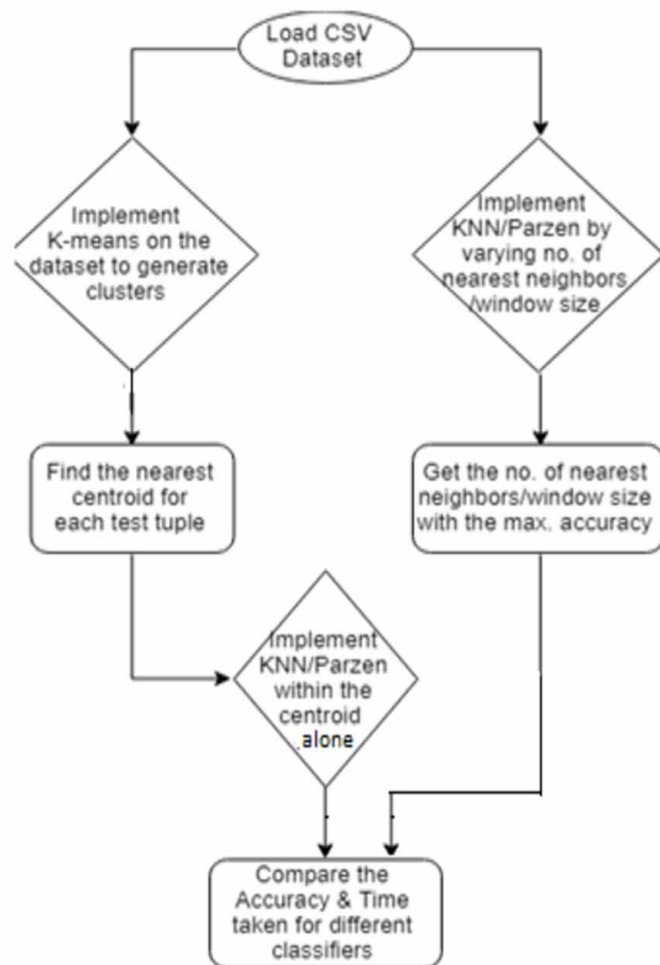 Load CSV
Dataset
Implement
K-means on the
dataset to generate
clusters
Implement
KNN/Parzen by
varying no. of
nearest neighbors
/window size
Find the nearest
centroid for
each test tuple
Get the no. of nearest
neighbors/window size
with the max. accuracy
Implement
KNN/Parzen
within the
centroid
alone
Compare the
Accuracy & Time
taken for different
classifiers